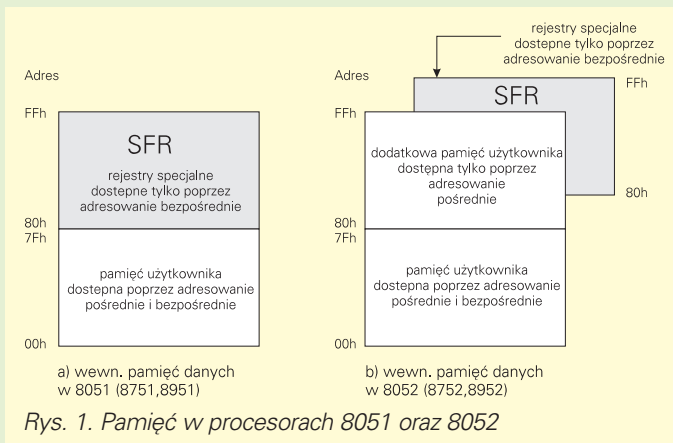 Adres
FFh
SFR
rejestry specjalne
dostepne tylko poprzez
adresowanie bezpośrednie
80h
7Fh
pamięć użytkownika
dostepna poprzez adresowanie
pośrednie i bezpośrednie
00h
a) wewn. pamięć danych
w 8051 (8751,8951)
rejestry specjalne
dostepne tylko poprzez
adresowanie bezpośrednie
Adres
FFh
SFR
FFh
dodatkowa pamięć użytkownika
dostępna tylko poprzez
adresowanie
pośrednie
80h
80h
7Fh
pamięć użytkownika
dostepna poprzez adresowanie
pośrednie i bezpośrednie
00h
b) wewn. pamięć danych
w 8052 (8752,8952)
Rys. 1. Pamięć w procesorach 8051 oraz 8052